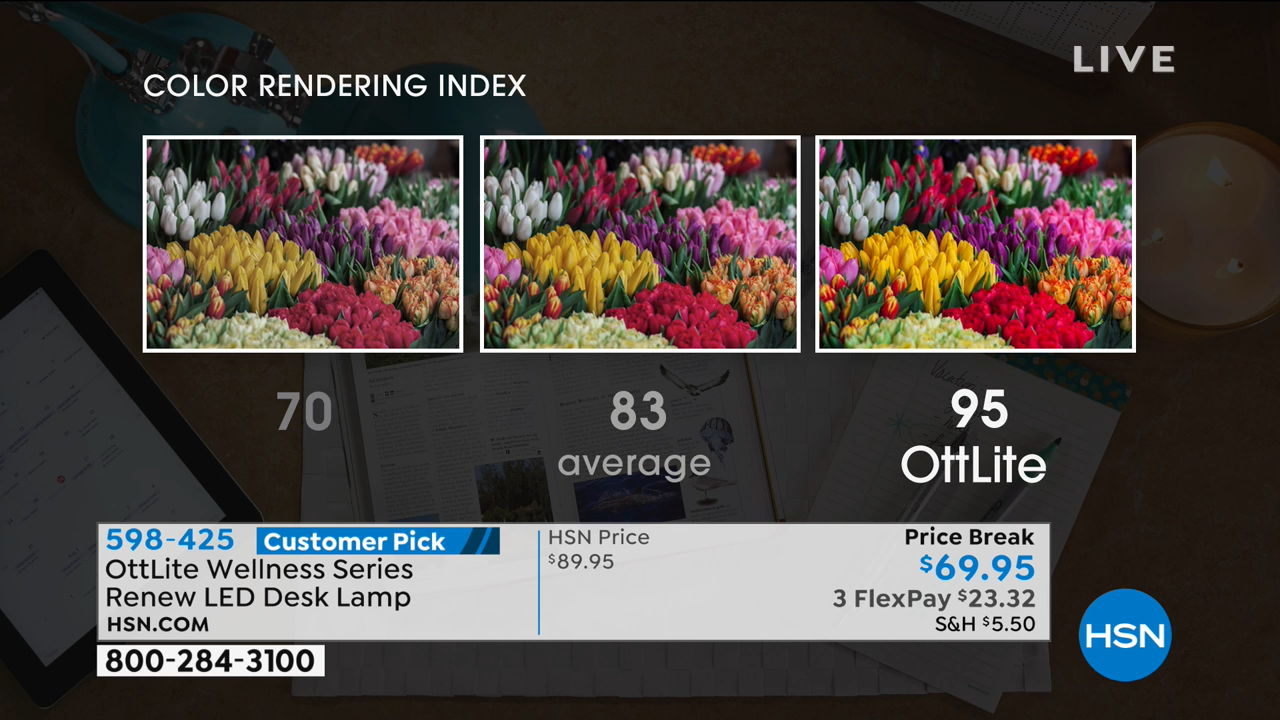 LIVE
COLOR RENDERING INDEX
70
83
average
95
OttLite
598-425 Customer Pick
OttLite Wellness Series
Renew LED Desk Lamp
HSN.COM
HSN Price
$89.95
Price Break
$69.95
3 FlexPay $23.32
S&H $5.50
800-284-3100
HSN